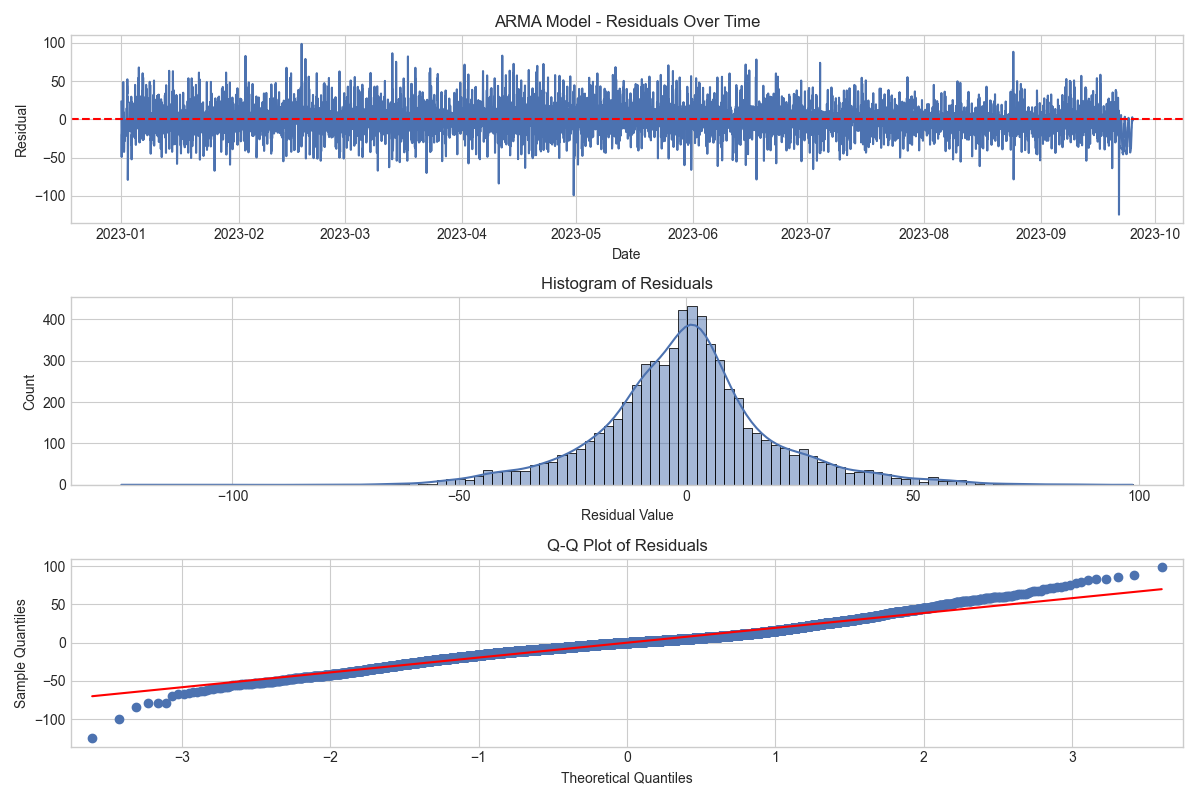 ARMA Model - Residuals Over Time
100
50
0
−50
−100
Residual
2023-01 2023-02 2023-03 2023-04 2023-05 2023-06 2023-07 2023-08 2023-09 2023-10
Date
Histogram of Residuals
400
300
200
100
0
Count
−100 −50 0 50 100
Residual Value
Q-Q Plot of Residuals
100
50
0
−50
−100
Sample Quantiles
−3 −2 −1 0 1 2 3
Theoretical Quantiles